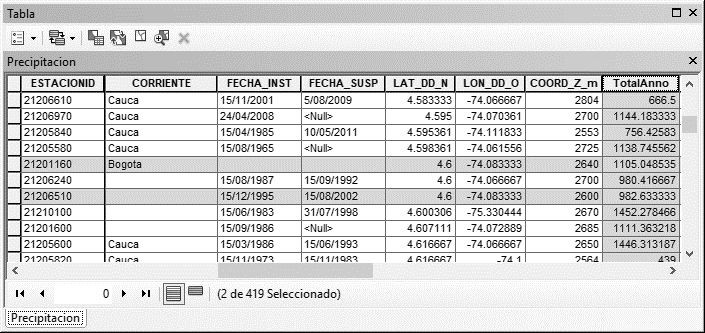 Tabla
Precipitacion
ESTACIONID CORRIENTE FECHA_INST FECHA_SUSP LAT_DD_N LON_DD_O COORD_Z_m TotalAnno
21206610 Cauca 15/11/2001 5/08/2009 4.583333 -74.066667 2804 666.5
21206970 Cauca 24/04/2008 <Null> 4.595 -74.070361 2700 1144.183333
21205840 Cauca 15/04/1985 10/05/2011 4.595361 -74.111833 2553 756.42583
21205580 Cauca 15/08/1965 <Null> 4.598361 -74.061556 2725 1138.745562
21201160 Bogota 4.6 -74.083333 2640 1105.048535
21206240 15/08/1987 15/09/1992 4.6 -74.066667 2700 980.416667
21206510 15/12/1995 15/08/2002 4.6 -74.083333 2600 982.633333
21210100 15/06/1983 31/07/1998 4.600306 -75.330444 2670 1452.278466
21201600 15/09/1986 <Null> 4.607111 -74.072889 2685 1111.363218
21205600 Cauca 15/03/1986 15/06/1993 4.616667 -74.066667 2650 1446.313187
21205820 Cauca 15/11/1973 15/11/1983 4.616667 -74.1 2564 439
0 (2 de 419 Seleccionado)
Precipitacion